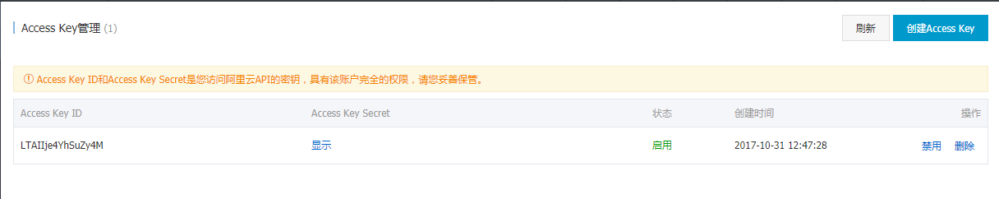 Access Key管理 (1)
刷新
创建Access Key
Access Key ID和Access Key Secret是您访问阿里云API的密钥，具有该账户完全的权限，请您妥善保管。
Access Key ID Access Key Secret 状态 创建时间 操作
LTAIIje4YhSuZy4M 显示 启用 2017-10-31 12:47:28 禁用 删除